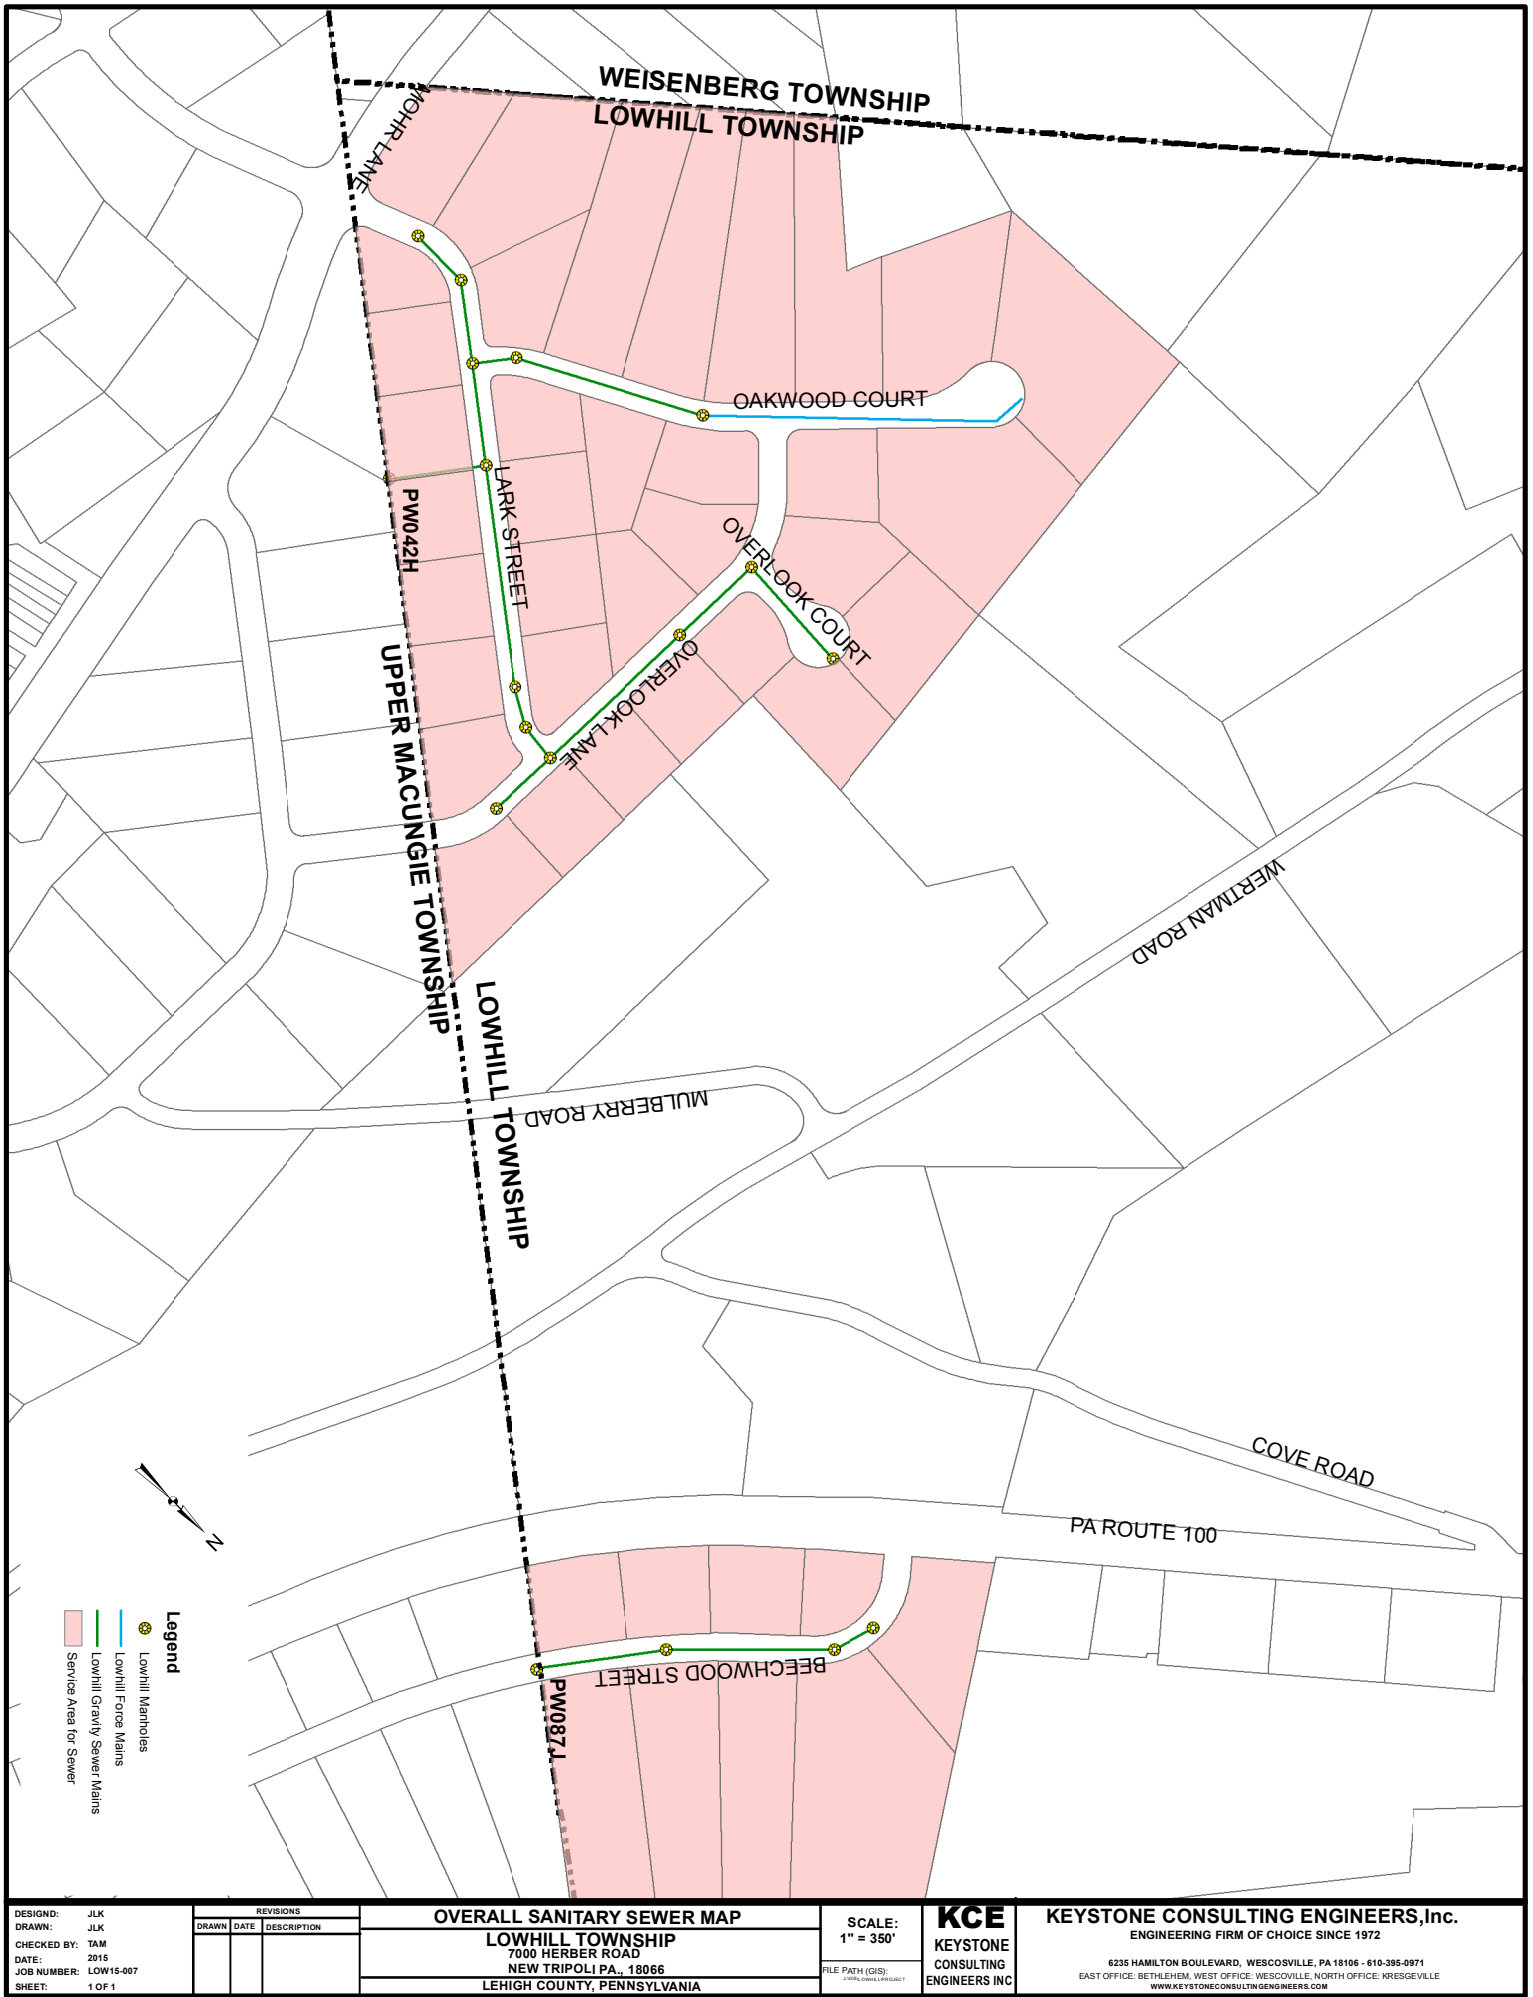 WEISENBERG TOWNSHIP
LOWHILL TOWNSHIP
MOHR LANE
OAKWOOD COURT
LARK STREET
PW042H
OVERLOOK COURT
OVERLOOK LANE
UPPER MACUNGIE TOWNSHIP
LOWHILL TOWNSHIP
WERTMAN ROAD
MULBERRY ROAD
COVE ROAD
PA ROUTE 100
BEECHWOOD STREET
PW087J
N
Legend
Lowhill Manholes
Lowhill Force Mains
Lowhill Gravity Sewer Mains
Service Area for Sewer
DESIGND: JLK
DRAWN: JLK
CHECKED BY: TAM
DATE: 2015
JOB NUMBER: LOW15-007
SHEET: 1 OF 1
REVISIONS
DRAWN DATE DESCRIPTION
OVERALL SANITARY SEWER MAP
LOWHILL TOWNSHIP
7000 HERBER ROAD
NEW TRIPOLI PA., 18066
LEHIGH COUNTY, PENNSYLVANIA
SCALE:
1" = 350'
FILE PATH (GIS):
KCE
KEYSTONE
CONSULTING
ENGINEERS INC
KEYSTONE CONSULTING ENGINEERS,Inc.
ENGINEERING FIRM OF CHOICE SINCE 1972
6235 HAMILTON BOULEVARD, WESCOSVILLE, PA 18106 - 610-395-0971
EAST OFFICE: BETHLEHEM, WEST OFFICE: WESCOVILLE, NORTH OFFICE: KRESGEVILLE
WWW.KEYSTONECONSULTINGENGINEERS.COM